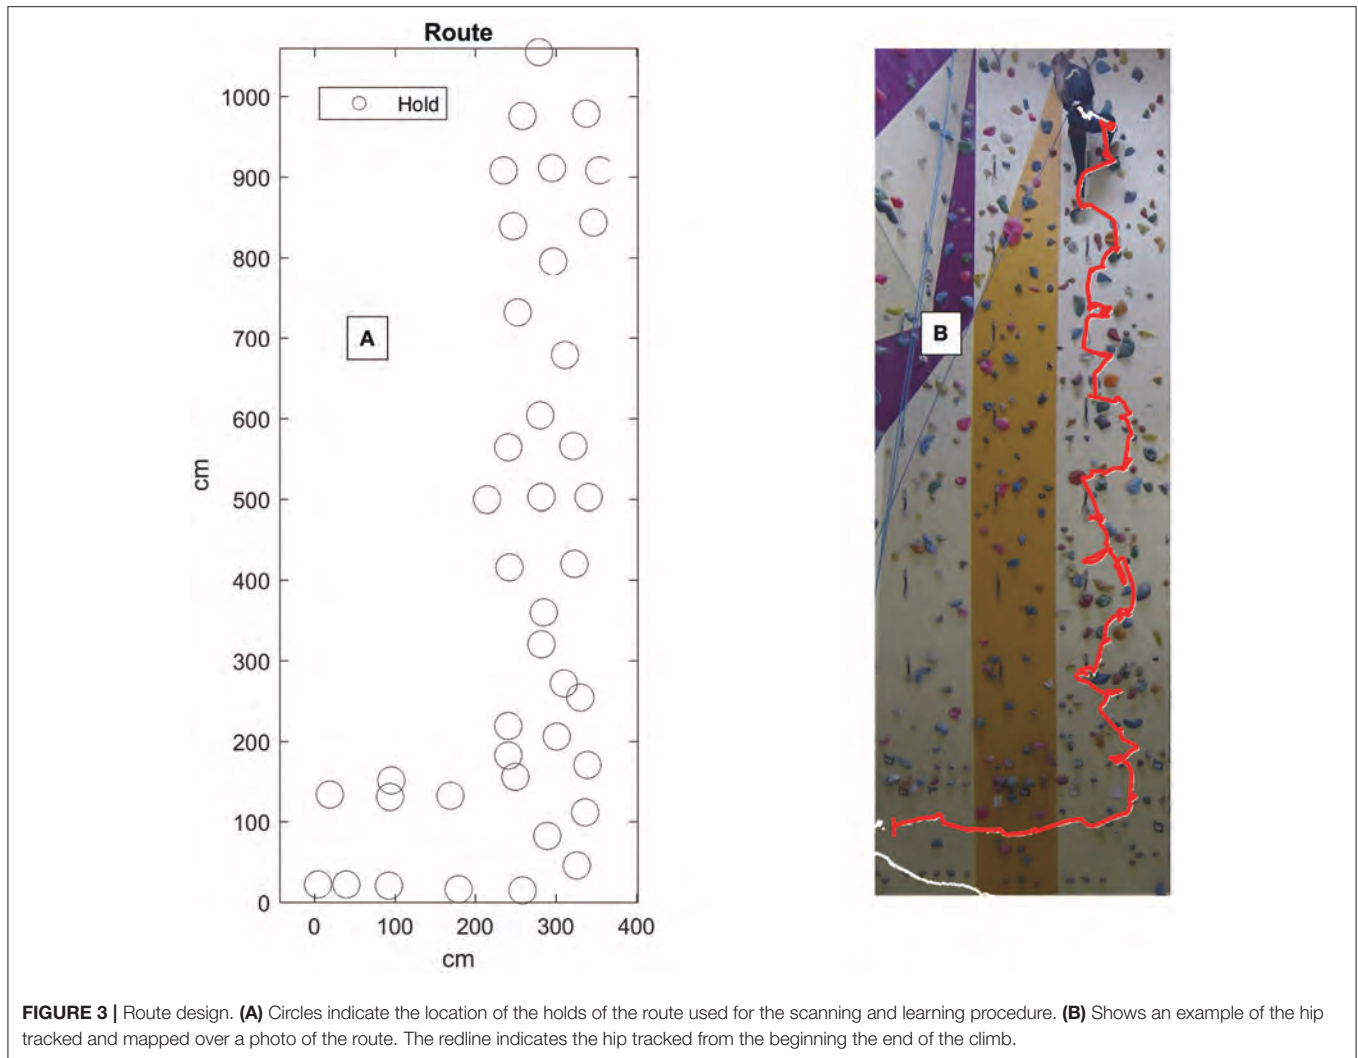 Route
Hold
1000
900
800
700
600
500
400
300
200
100
0
cm
0 100 200 300 400
cm
A
B
FIGURE 3 | Route design. (A) Circles indicate the location of the holds of the route used for the scanning and learning procedure. (B) Shows an example of the hip
tracked and mapped over a photo of the route. The redline indicates the hip tracked from the beginning the end of the climb.